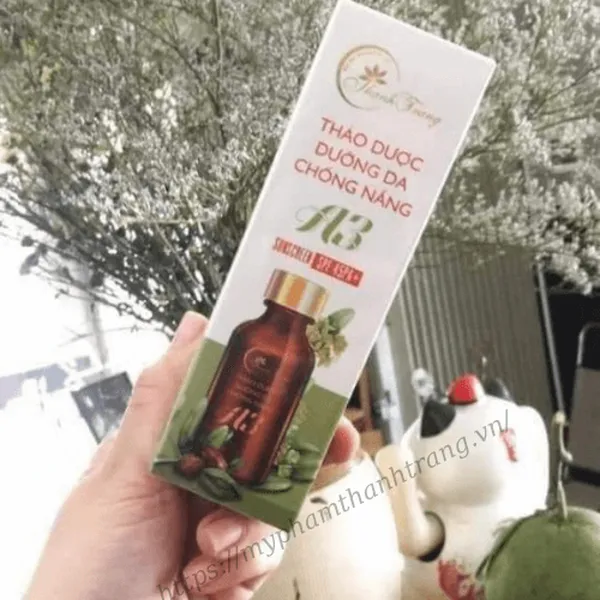 Thanh Trang
THẢO DƯỢC
DƯỠNG DA
CHỐNG NẮNG
A3
SUNSCREEN SPF 45PA+
A3
https://myphamthanhtrang.vn/